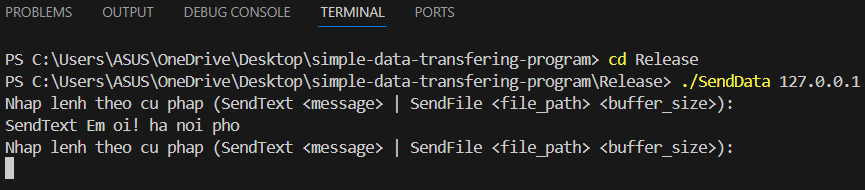 PROBLEMS OUTPUT DEBUG CONSOLE TERMINAL PORTS
PS C:\Users\ASUS\OneDrive\Desktop\simple-data-transfering-program> cd Release
PS C:\Users\ASUS\OneDrive\Desktop\simple-data-transfering-program\Release> ./SendData 127.0.0.1
Nhap lenh theo cu phap (SendText <message> | SendFile <file_path> <buffer_size>):
SendText Em oi! ha noi pho
Nhap lenh theo cu phap (SendText <message> | SendFile <file_path> <buffer_size>):